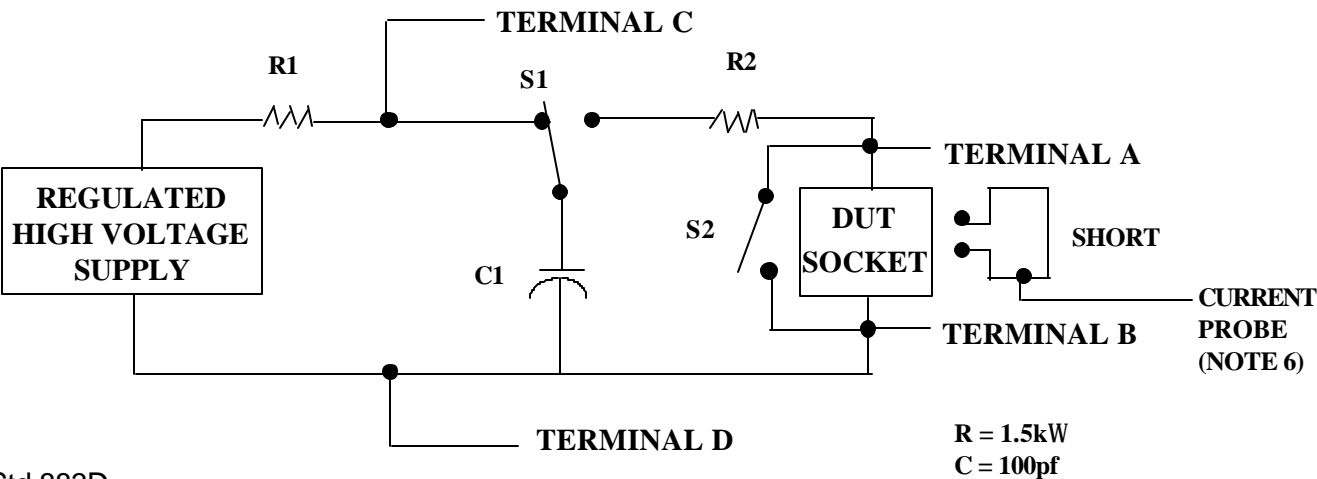 TERMINAL C
R1
S1
R2
TERMINAL A
REGULATED
HIGH VOLTAGE
SUPPLY
DUT
SOCKET
S2
SHORT
C1
CURRENT
PROBE
(NOTE 6)
TERMINAL B
TERMINAL D
R = 1.5kW
C = 100pf